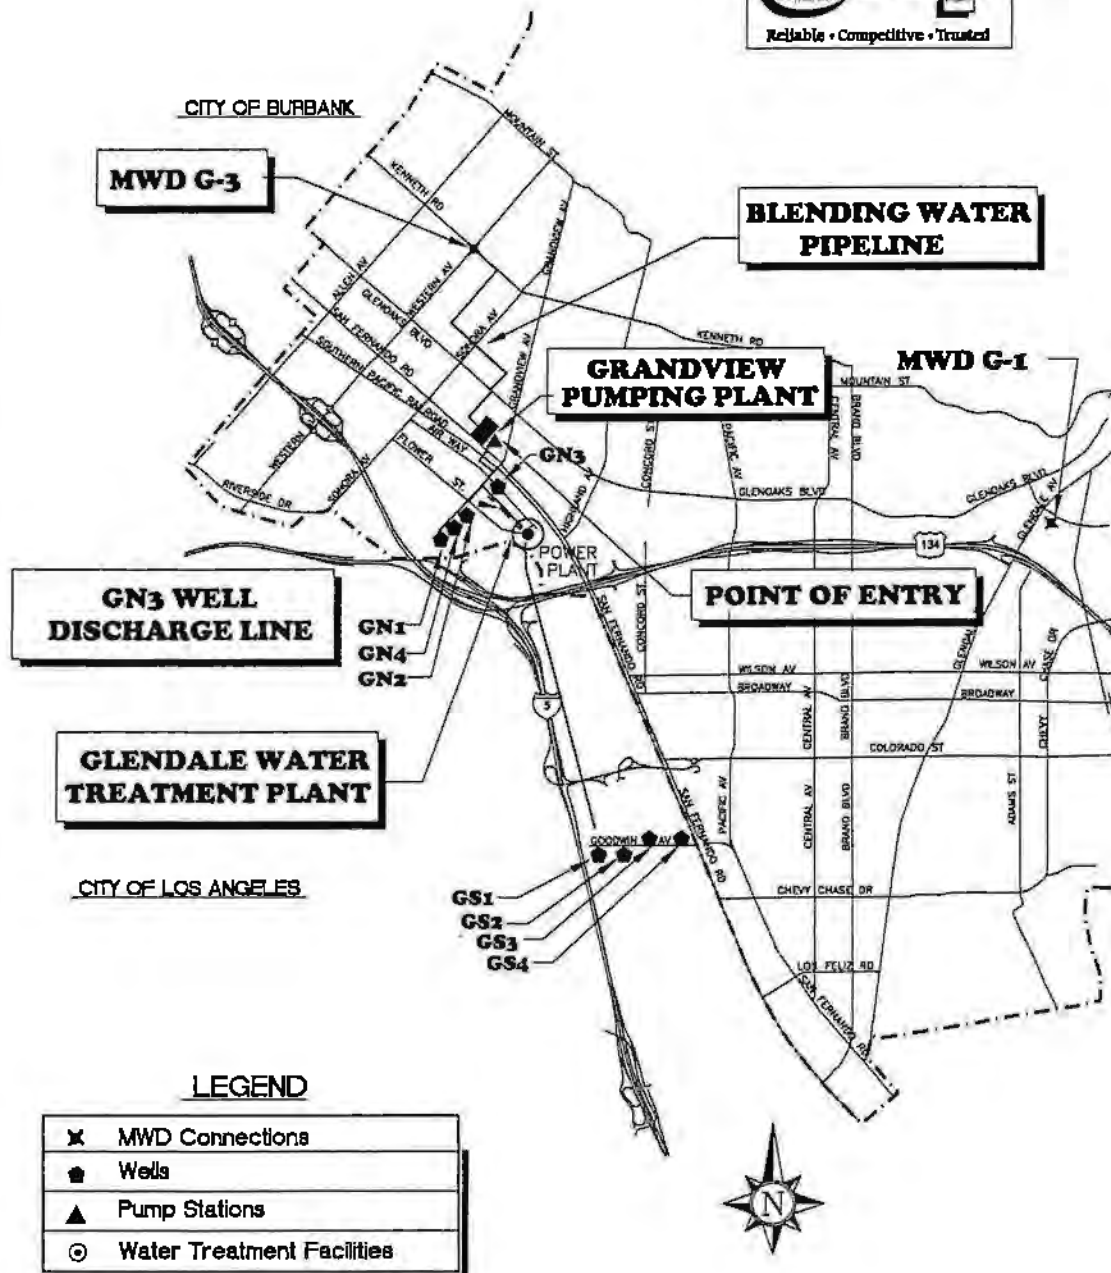 Reliable • Competitive • Trusted
CITY OF BURBANK
MOUNTAIN ST
MWD G-3
KENNETH RD
BLENDING WATER
PIPELINE
GRANDVIEW AV
ALLEN AV
WESTERN AV
GLENOAKS BLVD
SONORA AV
SAN FERNANDO RD
SOUTHERN PACIFIC RAILROAD
GRANDVIEW AV
KENNETH RD
GRANDVIEW
PUMPING PLANT
MWD G-1
MOUNTAIN ST
CENTRAL AV
BRAND BLVD
PACIFIC AV
CONCORD ST
AIR WAY
FLOWER ST.
WESTERN
SONORA AV
RIVERSIDE DR
GN3
HIGHLAND AV
GLENOAKS BLVD
GLENOAKS BLVD
GLENDALE AV
134
POWER
PLANT
GN3 WELL
DISCHARGE LINE
POINT OF ENTRY
CONCORD ST
SAN FERNANDO RD
GN1
GN4
GN2
WILSON AV
WILSON AV
BROADWAY
BROADWAY
CHEVY CHASE DR
5
CENTRAL AV
BRAND BLVD
COLORADO ST
GLENDALE WATER
TREATMENT PLANT
SAN FERNANDO RD
PACIFIC AV
CENTRAL AV
BRAND BLVD
ADAMS ST
GOODWIN AV
CITY OF LOS ANGELES
CHEVY CHASE DR
GS1
GS2
GS3
GS4
LOS FELIZ RD
SAN FERNANDO RD
LEGEND
MWD Connections
Wells
Pump Stations
Water Treatment Facilities
N